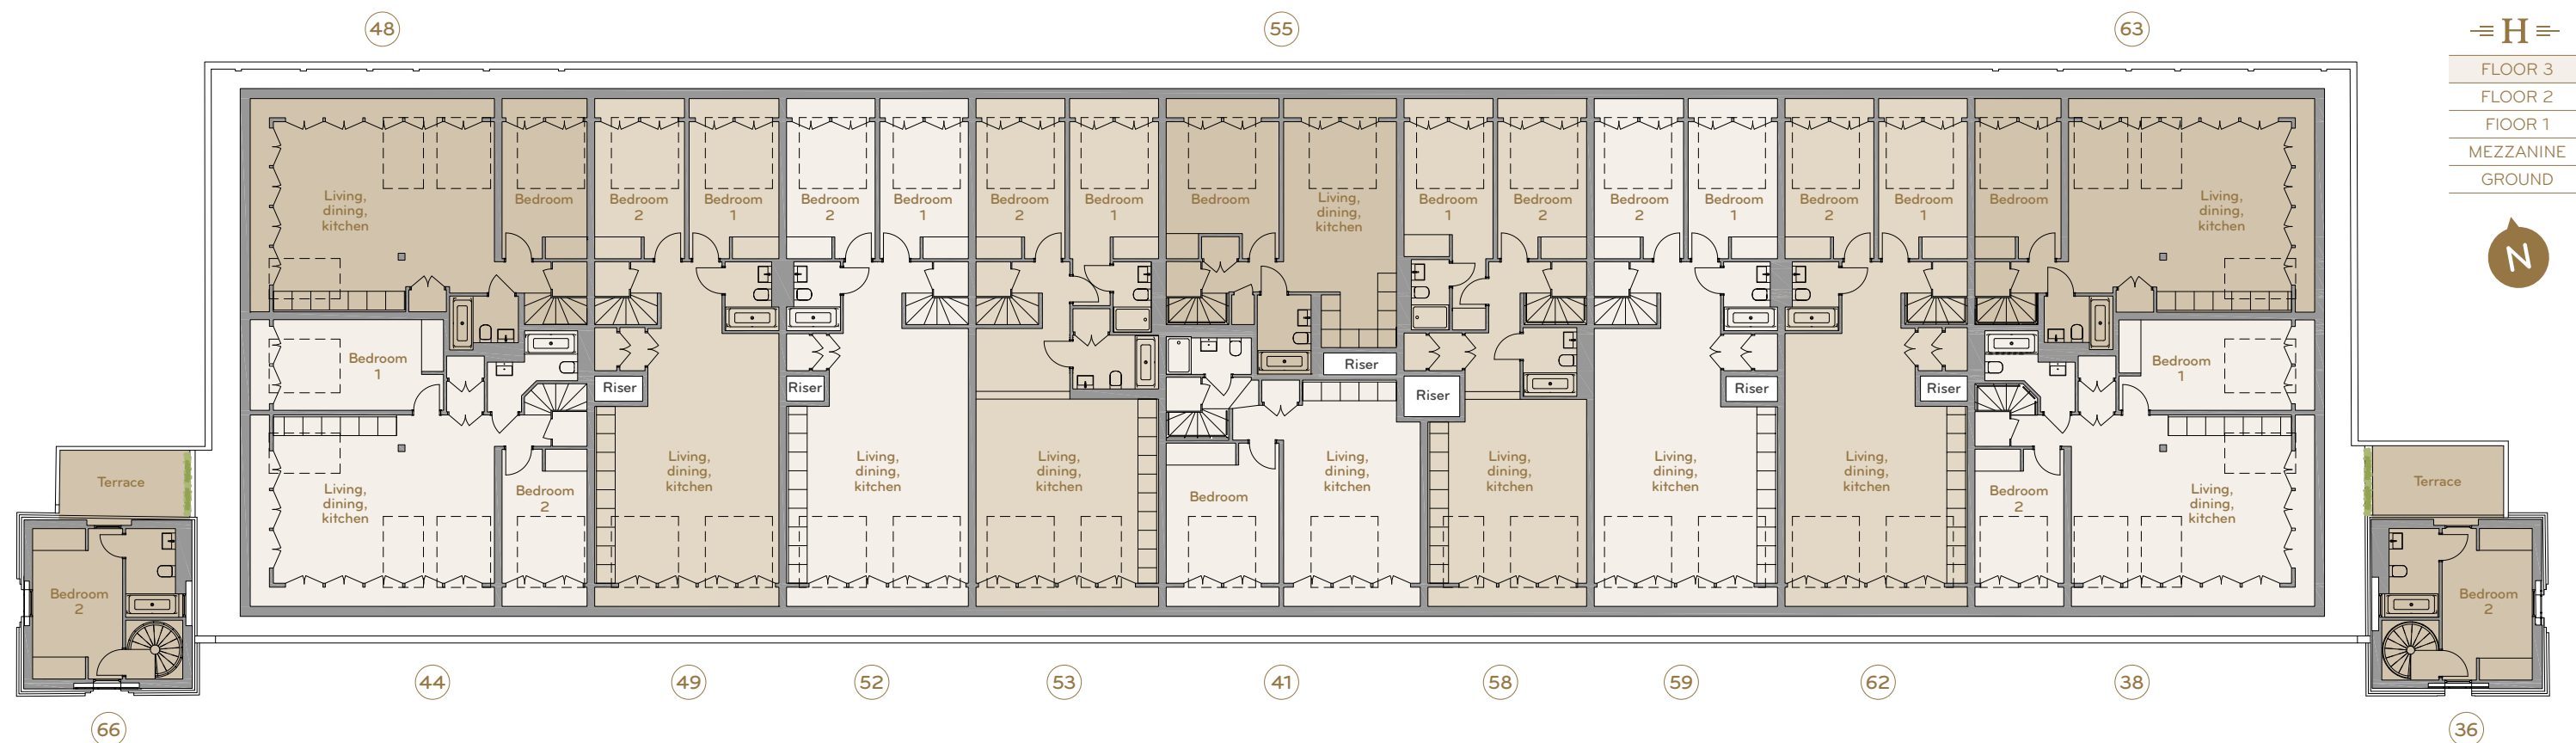 48
55
63
H
FLOOR 3
FLOOR 2
FlOOR 1
MEZZANINE
GROUND
N
Living,
dining,
kitchen
Bedroom
Bedroom
2
Bedroom
1
Bedroom
2
Bedroom
1
Bedroom
2
Bedroom
1
Bedroom
Living,
dining,
kitchen
Bedroom
1
Bedroom
2
Bedroom
2
Bedroom
1
Bedroom
2
Bedroom
1
Bedroom
Living,
dining,
kitchen
Bedroom
1
Riser
Riser
Riser
Riser
Riser
Riser
Bedroom
1
Terrace
Living,
dining,
kitchen
Bedroom
2
Living,
dining,
kitchen
Living,
dining,
kitchen
Living,
dining,
kitchen
Bedroom
Living,
dining,
kitchen
Living,
dining,
kitchen
Living,
dining,
kitchen
Living,
dining,
kitchen
Bedroom
2
Living,
dining,
kitchen
Terrace
Bedroom
2
Bedroom
2
44
49
52
53
41
58
59
62
38
66
36